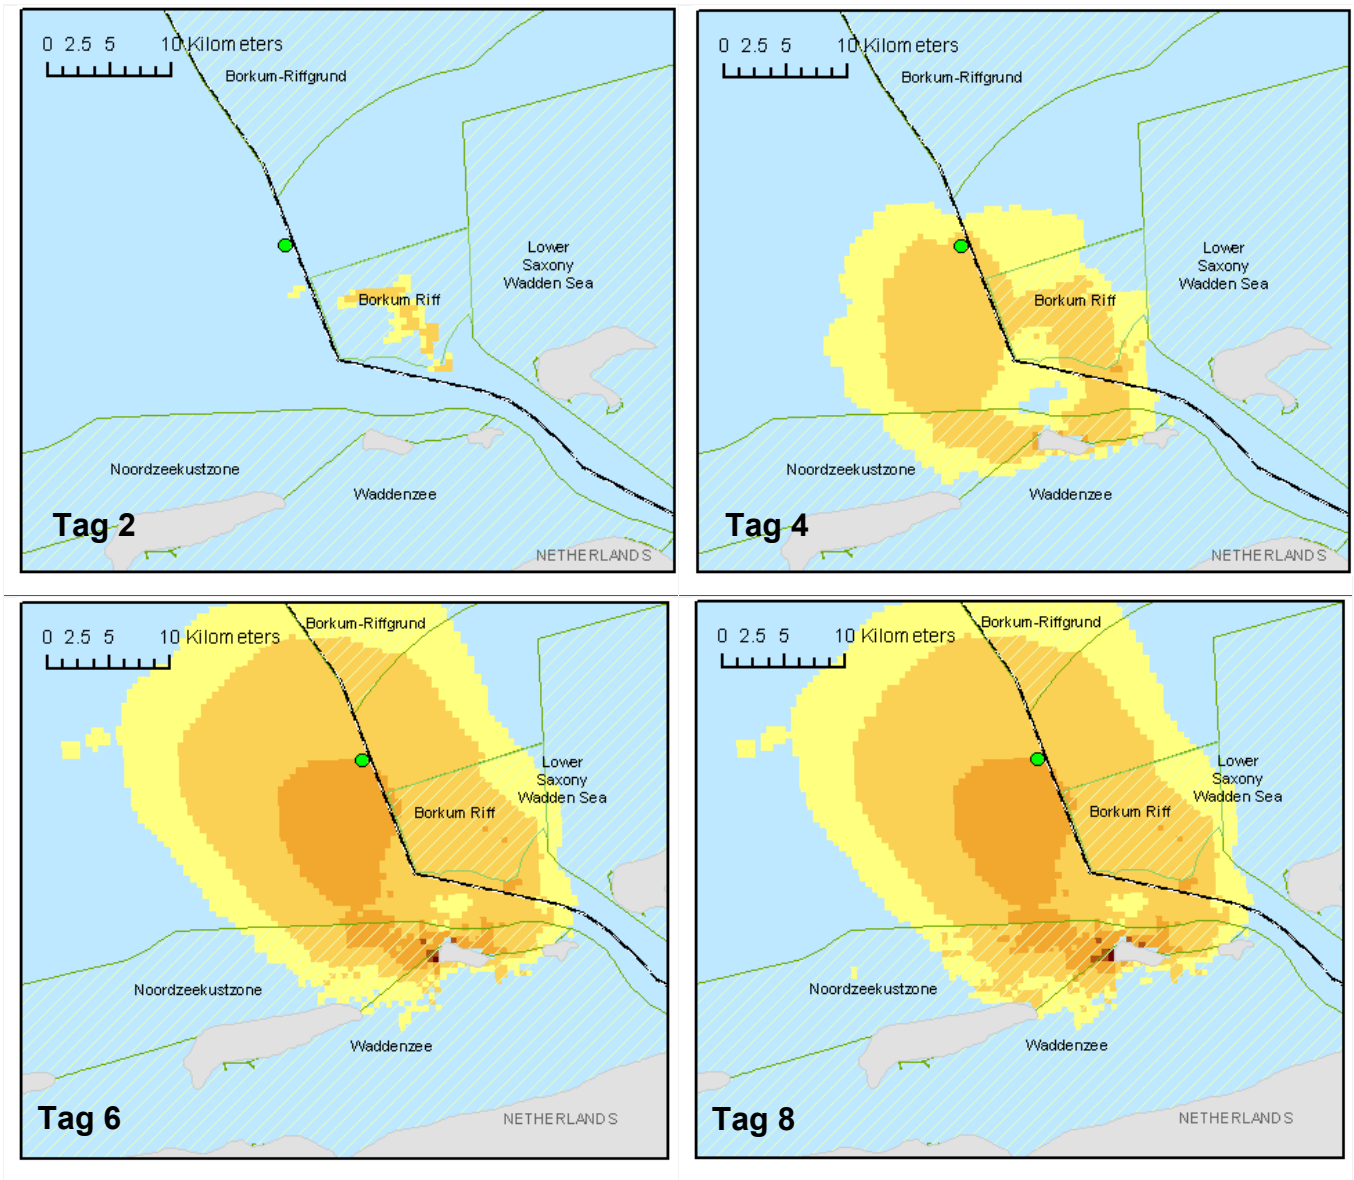 0 2.5 5 10 Kilometers
Borkum-Riffgrund
Lower
Saxony
Wadden Sea
Borkum Riff
Noordzeekustzone
Waddenzee
Tag 2
NETHERLANDS
0 2.5 5 10 Kilometers
Borkum-Riffgrund
Lower
Saxony
Wadden Sea
Borkum Riff
Noordzeekustzone
Waddenzee
Tag 4
NETHERLANDS
Borkum-Riffgrund
0 2.5 5 10 Kilometers
Lower
Saxony
Wadden Sea
Borkum Riff
Noordzeekustzone
Waddenzee
Tag 6
NETHERLANDS
Borkum-Riffgrund
0 2.5 5 10 Kilometers
Lower
Saxony
Wadden Sea
Borkum Riff
Noordzeekustzone
Waddenzee
Tag 8
NETHERLANDS